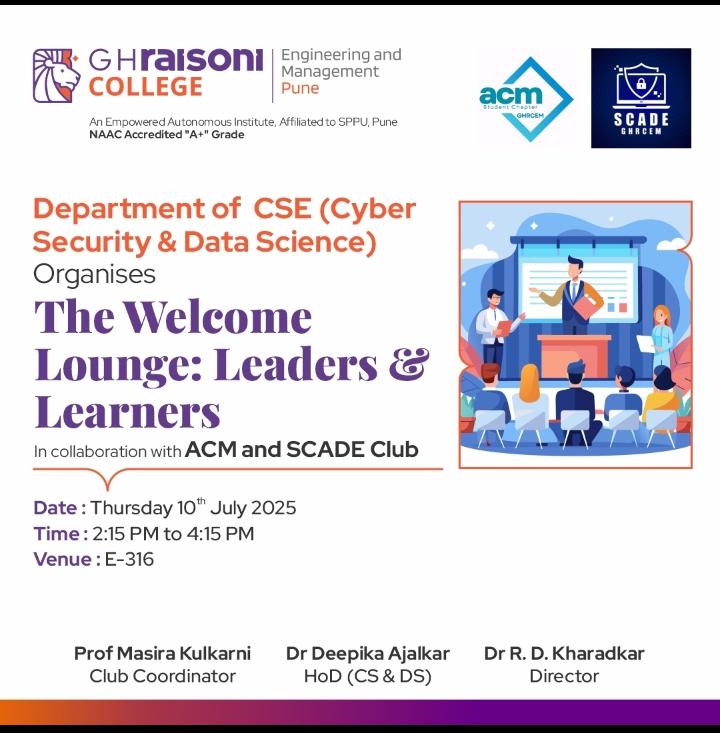 GHraisoni
COLLEGE
Engineering and
Management
Pune
An Empowered Autonomous Institute, Affiliated to SPPU, Pune
NAAC Accredited "A+" Grade
acm
Student Chapter
GHRCEM
SCADE
GHRCEM
Department of CSE (Cyber
Security & Data Science)
Organises
The Welcome
Lounge: Leaders &
Learners
In collaboration with ACM and SCADE Club
Date : Thursday 10th July 2025
Time : 2:15 PM to 4:15 PM
Venue : E-316
Prof Masira Kulkarni
Club Coordinator
Dr Deepika Ajalkar
HoD (CS & DS)
Dr R. D. Kharadkar
Director